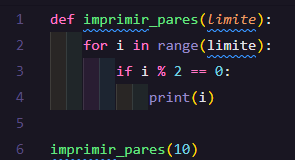 1 def imprimir_pares(limite):
2     for i in range(limite):
3         if i % 2 == 0:
4             print(i)
5
6 imprimir_pares(10)